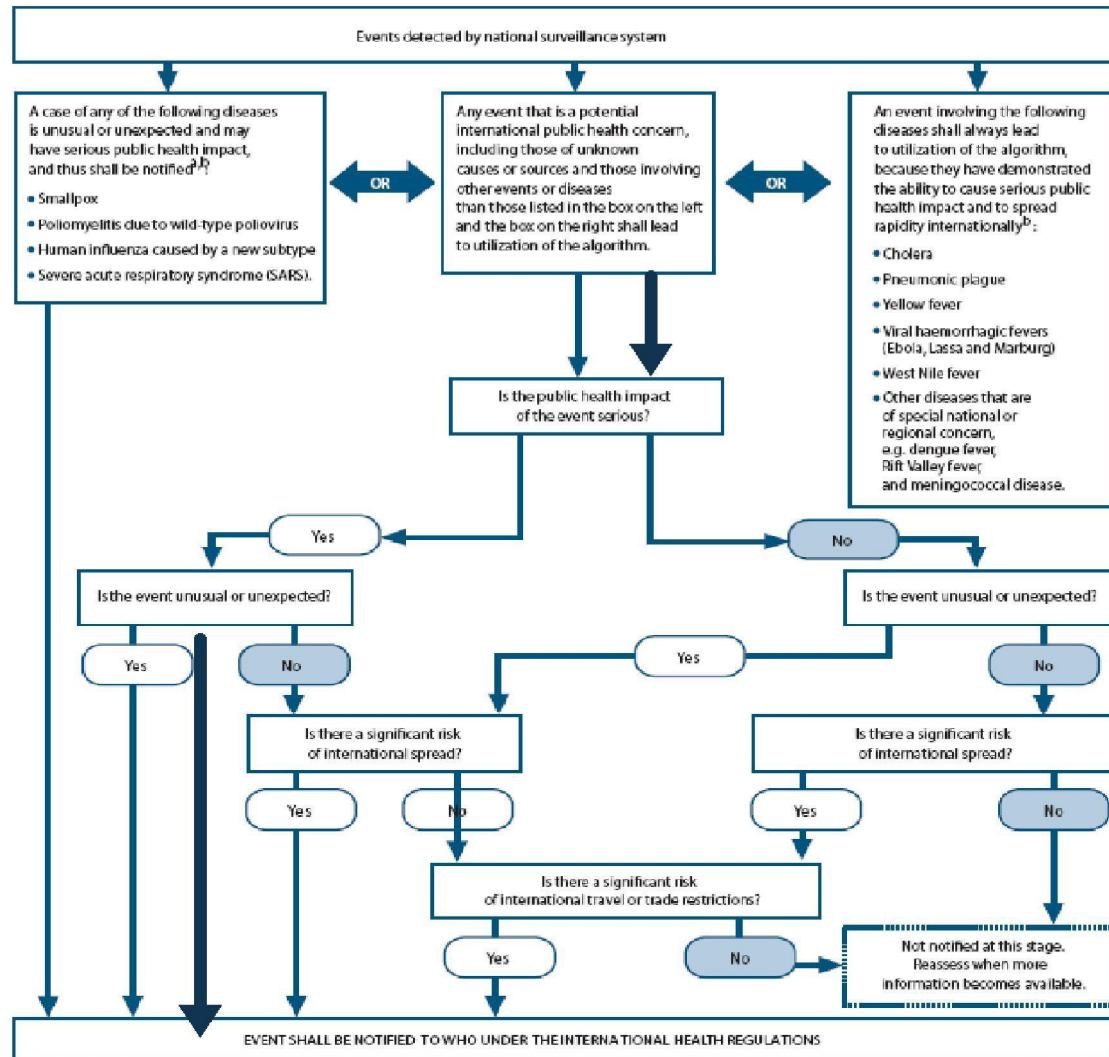 Events detected by national surveillance system
A case of any of the following diseases
is unusual or unexpected and may
have serious public health impact,
and thus shall be notified a,b:
• Smallpox
• Poliomyelitis due to wild-type poliovirus
• Human influenza caused by a new subtype
• Severe acute respiratory syndrome (SARS).
OR
Any event that is a potential
international public health concern,
including those of unknown
causes or sources and those involving
other events or diseases
than those listed in the box on the left
and the box on the right shall lead
to utilization of the algorithm.
OR
An event involving the following
diseases shall always lead
to utilization of the algorithm,
because they have demonstrated
the ability to cause serious public
health impact and to spread
rapidity internationally b:
• Cholera
• Pneumonic plague
• Yellow fever
• Viral haemorrhagic fevers
(Ebola, Lassa and Marburg)
• West Nile fever
• Other diseases that are
of special national or
regional concern,
e.g. dengue fever,
Rift Valley fever,
and meningococcal disease.
Is the public health impact
of the event serious?
Yes
No
Is the event unusual or unexpected?
Is the event unusual or unexpected?
Yes
No
Yes
No
Is there a significant risk
of international spread?
Is there a significant risk
of international spread?
Yes
No
Yes
No
Is there a significant risk
of international travel or trade restrictions?
Yes
No
Not notified at this stage.
Reassess when more
information becomes available.
EVENT SHALL BE NOTIFIED TO WHO UNDER THE INTERNATIONAL HEALTH REGULATIONS